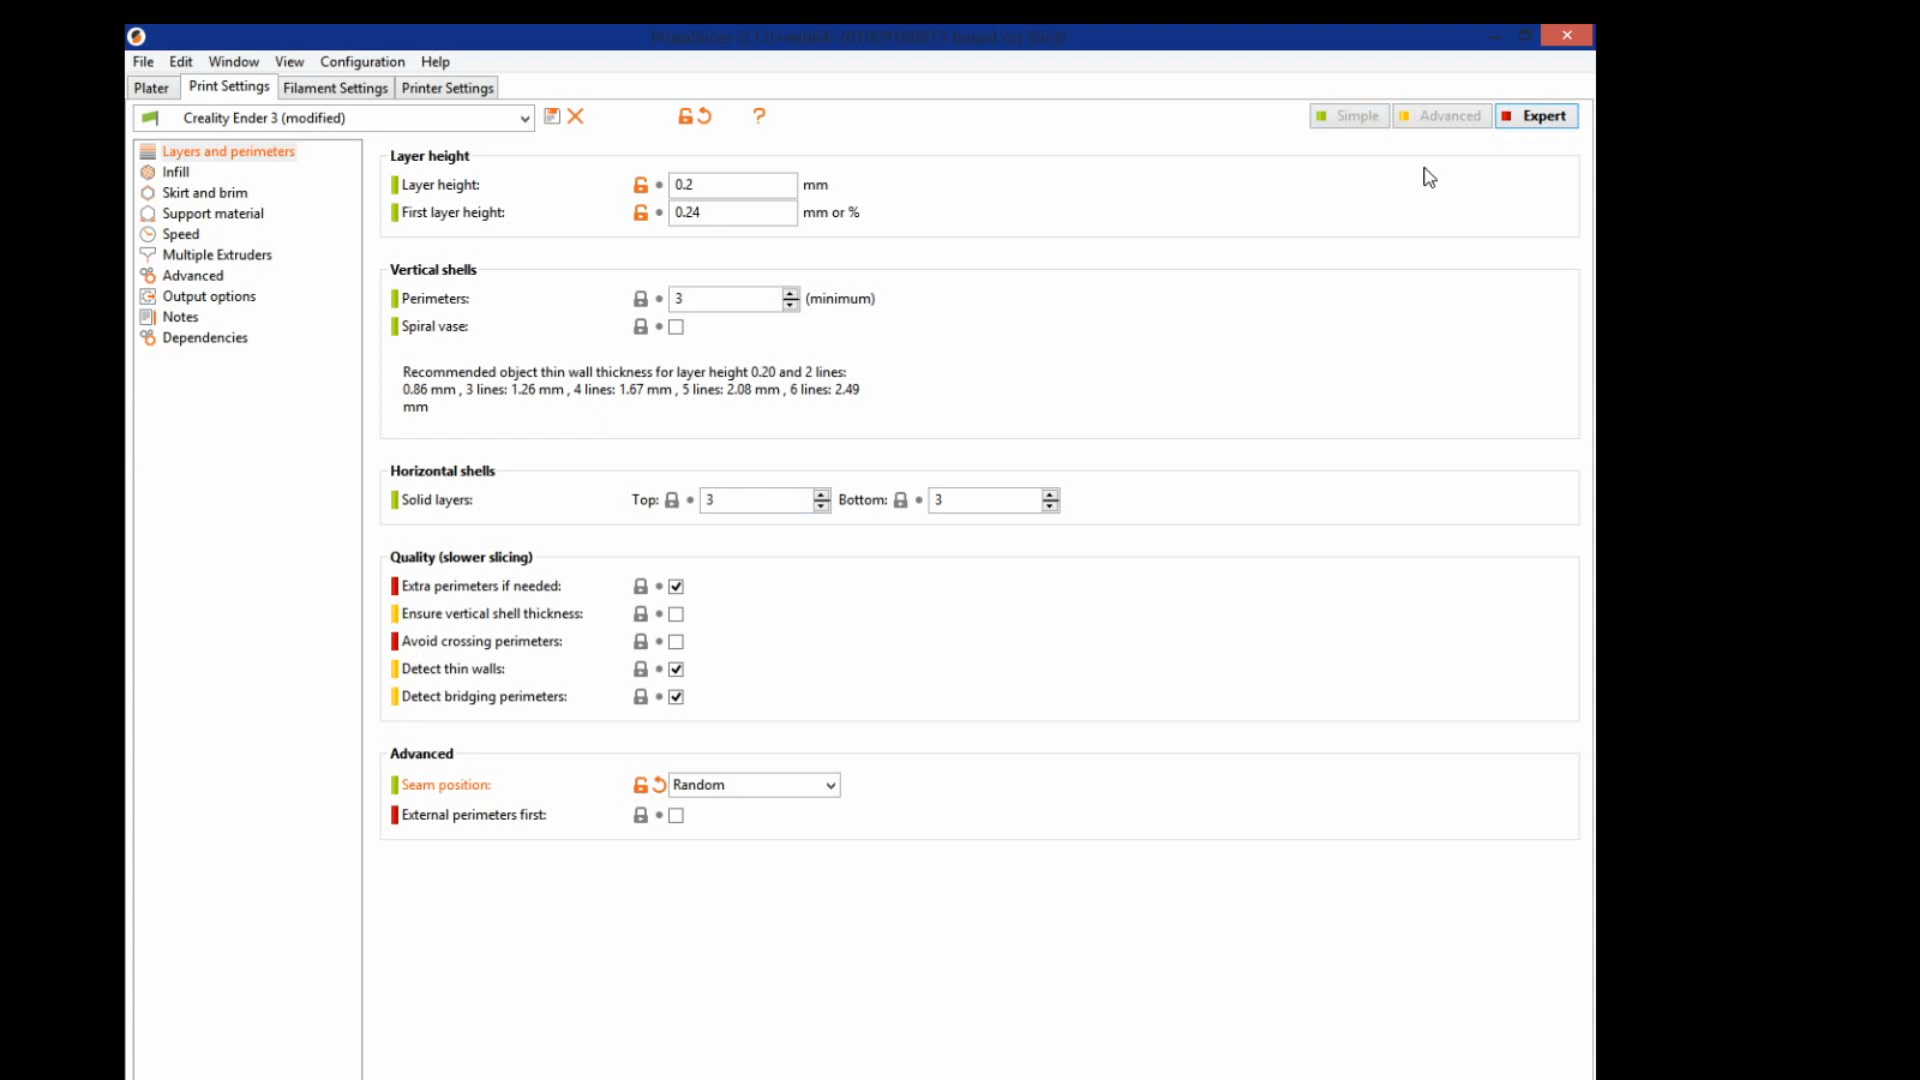 File Edit Window View Configuration Help
Plater Print Settings Filament Settings Printer Settings
Creality Ender 3 (modified) ? Simple Advanced Expert
Layers and perimeters
Infill
Skirt and brim
Support material
Speed
Multiple Extruders
Advanced
Output options
Notes
Dependencies
Layer height
Layer height: 0.2 mm
First layer height: 0.24 mm or %
Vertical shells
Perimeters: 3 (minimum)
Spiral vase:
Recommended object thin wall thickness for layer height 0.20 and 2 lines:
0.86 mm , 3 lines: 1.26 mm , 4 lines: 1.67 mm , 5 lines: 2.08 mm , 6 lines: 2.49
mm
Horizontal shells
Solid layers: Top: 3 Bottom: 3
Quality (slower slicing)
Extra perimeters if needed:
Ensure vertical shell thickness:
Avoid crossing perimeters:
Detect thin walls:
Detect bridging perimeters:
Advanced
Seam position: Random
External perimeters first: